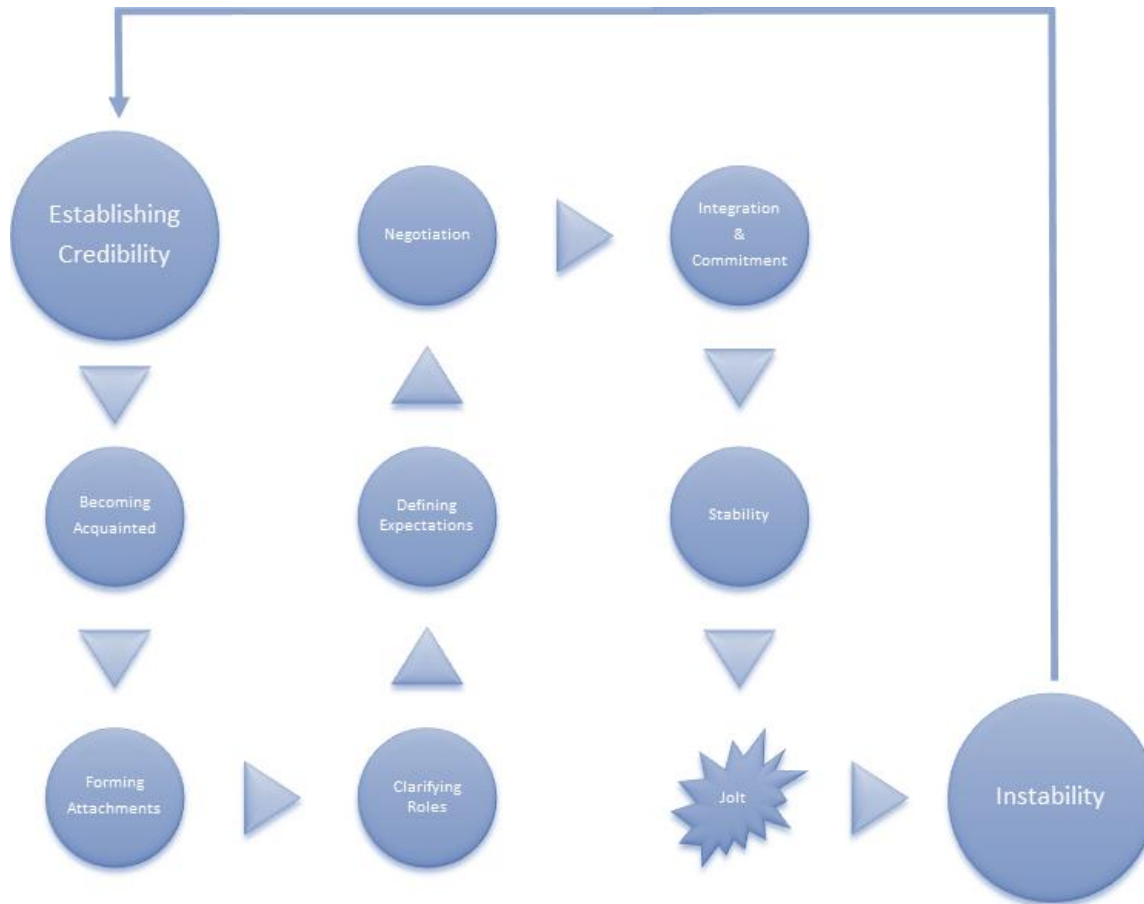 Establishing
Credibility
Becoming
Acquainted
Forming
Attachments
Clarifying
Roles
Defining
Expectations
Negotiation
Integration
&
Commitment
Stability
Jolt
Instability